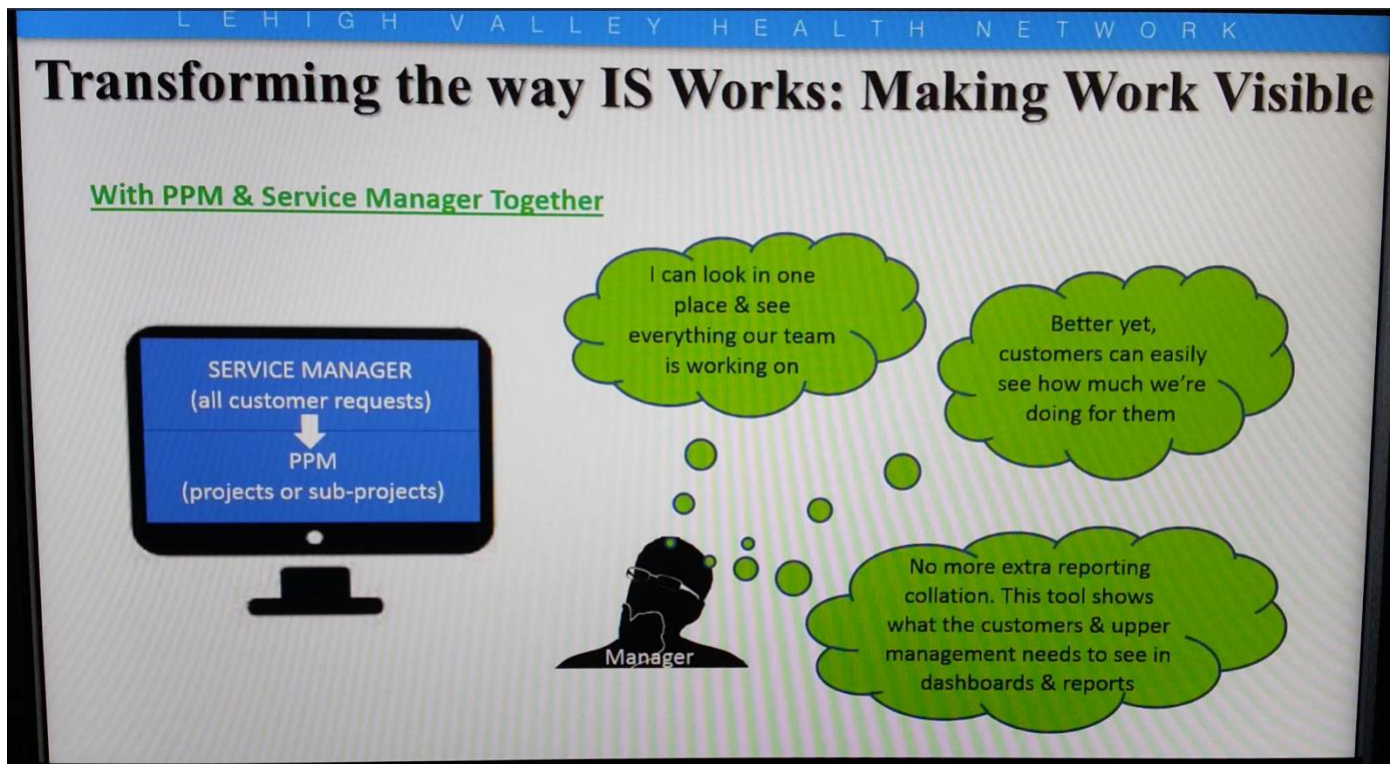 LEHIGH VALLEY HEALTH NETWORK
Transforming the way IS Works: Making Work Visible
With PPM & Service Manager Together
SERVICE MANAGER
(all customer requests)
PPM
(projects or sub-projects)
I can look in one
place & see
everything our team
is working on
Better yet,
customers can easily
see how much we're
doing for them
No more extra reporting
collation. This tool shows
what the customers & upper
management needs to see in
dashboards & reports
Manager